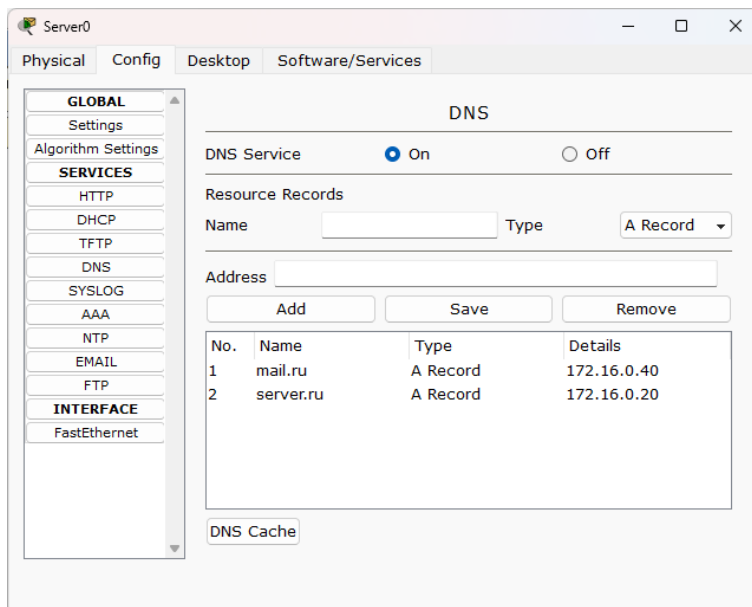 Server0
Physical Config Desktop Software/Services
GLOBAL
Settings
Algorithm Settings
SERVICES
HTTP
DHCP
TFTP
DNS
SYSLOG
AAA
NTP
EMAIL
FTP
INTERFACE
FastEthernet
DNS
DNS Service On Off
Resource Records
Name Type A Record
Address
Add Save Remove
No. Name Type Details
1 mail.ru A Record 172.16.0.40
2 server.ru A Record 172.16.0.20
DNS Cache